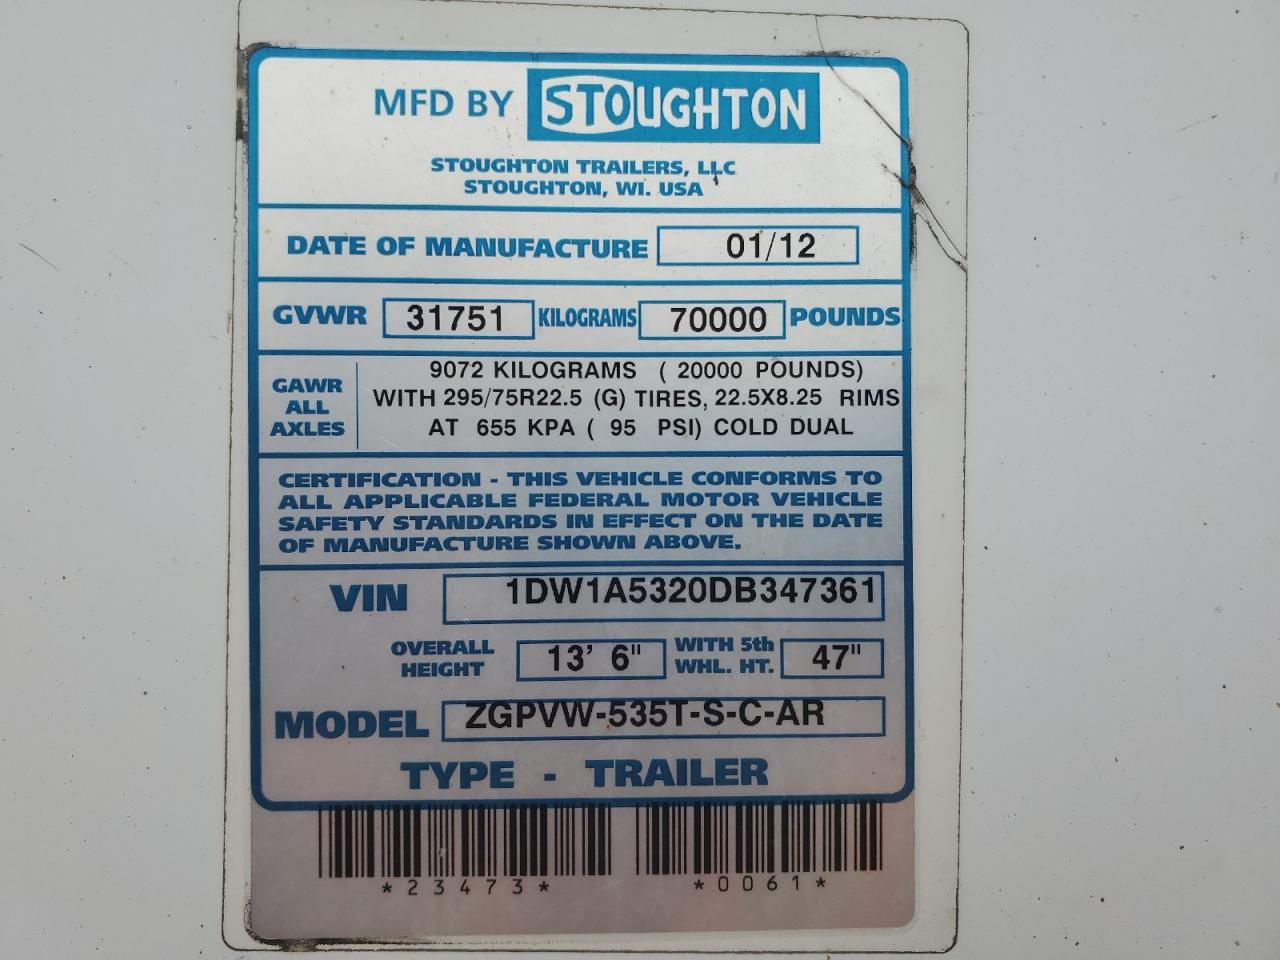 MFD BY STOUGHTON
STOUGHTON TRAILERS, LLC
STOUGHTON, WI. USA
DATE OF MANUFACTURE 01/12
GVWR 31751 KILOGRAMS 70000 POUNDS
GAWR ALL AXLES
9072 KILOGRAMS ( 20000 POUNDS)
WITH 295/75R22.5 (G) TIRES, 22.5X8.25 RIMS
AT 655 KPA ( 95 PSI) COLD DUAL
CERTIFICATION - THIS VEHICLE CONFORMS TO
ALL APPLICABLE FEDERAL MOTOR VEHICLE
SAFETY STANDARDS IN EFFECT ON THE DATE
OF MANUFACTURE SHOWN ABOVE.
VIN 1DW1A5320DB347361
OVERALL HEIGHT 13' 6" WITH 5th WHL. HT. 47"
MODEL ZGPVW-535T-S-C-AR
TYPE - TRAILER
*23473* *0061*